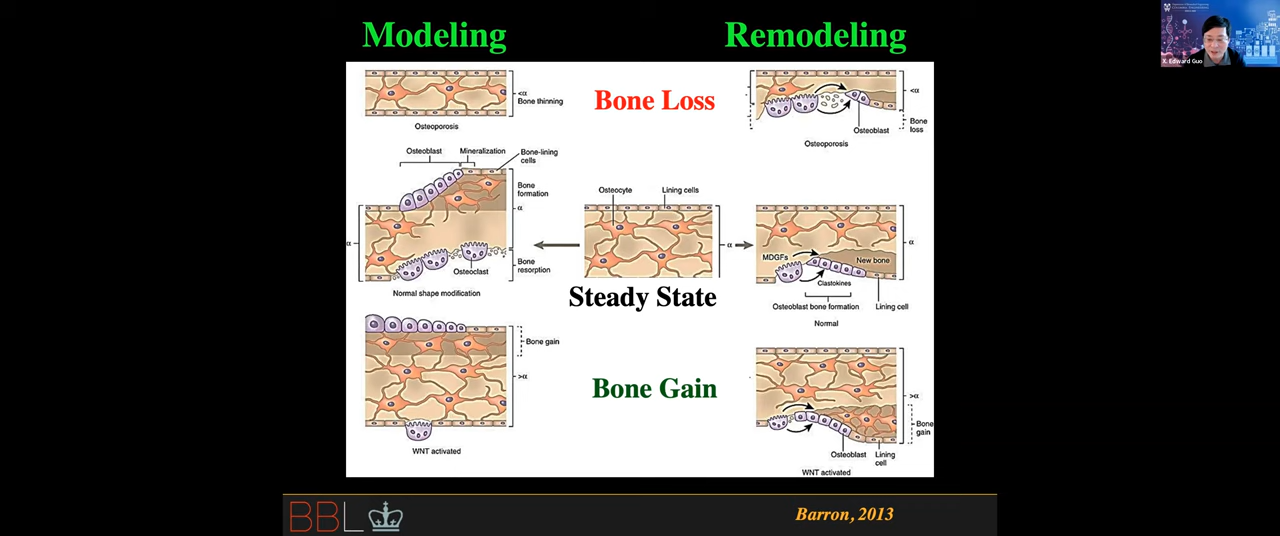 Modeling
Remodeling
<α
Bone thinning
Osteoporosis
Bone Loss
<α
Bone
loss
Osteoblast
Osteoporosis
Osteoblast
Mineralization
Bone-lining
cells
Bone
formation
α
α
Bone
resorption
Osteoclast
Normal shape modification
Osteocyte
Lining cells
α
Steady State
α
MDGFs
New bone
Clastokines
Osteoblast bone formation
Lining cell
Normal
Bone gain
>α
WNT activated
Bone Gain
>α
Bone
gain
Osteoblast
Lining
cell
WNT activated
BBL
Barron, 2013
X. Edward Guo